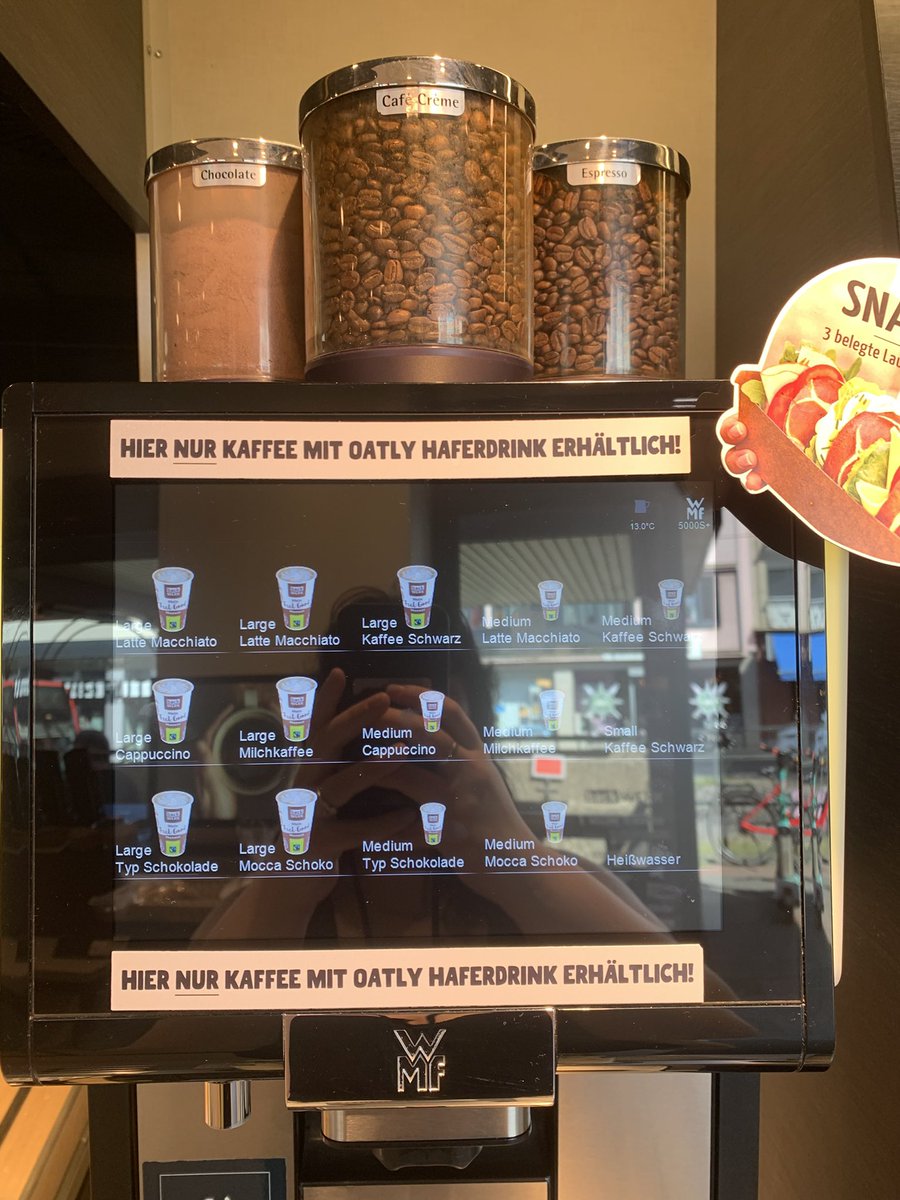 Café Crème
Chocolate
Espresso
SNA
3 belegte Lau
HIER NUR KAFFEE MIT OATLY HAFERDRINK ERHÄLTLICH!
13.0°C
WMF
5000S+
Large
Latte Macchiato
Large
Latte Macchiato
Large
Kaffee Schwarz
Medium
Latte Macchiato
Medium
Kaffee Schwarz
Large
Cappuccino
Large
Milchkaffee
Medium
Cappuccino
Medium
Milchkaffee
Small
Kaffee Schwarz
Large
Typ Schokolade
Large
Mocca Schoko
Medium
Typ Schokolade
Medium
Mocca Schoko
Heißwasser
HIER NUR KAFFEE MIT OATLY HAFERDRINK ERHÄLTLICH!
WMF